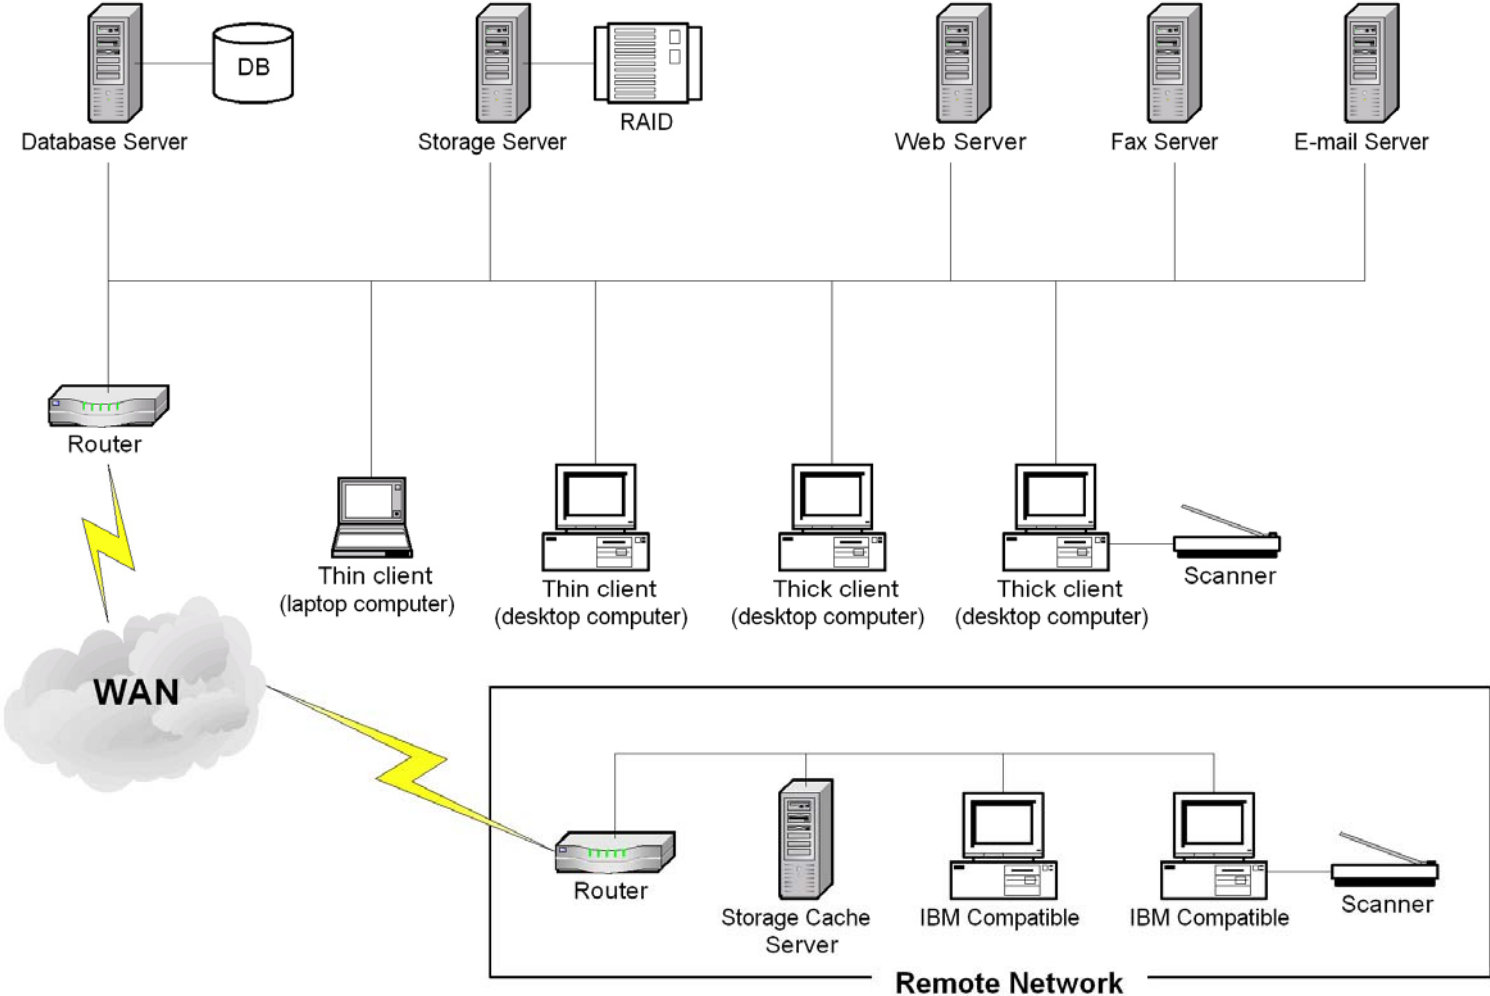 DB
RAID
Database Server
Storage Server
Web Server
Fax Server
E-mail Server
Router
Thin client
(laptop computer)
Thin client
(desktop computer)
Thick client
(desktop computer)
Thick client
(desktop computer)
Scanner
WAN
Router
Storage Cache
Server
IBM Compatible
IBM Compatible
Scanner
Remote Network